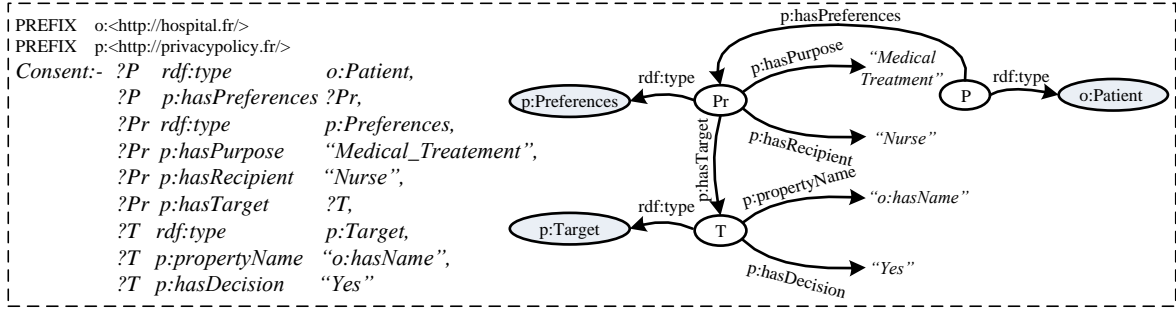 PREFIX o:<http://hospital.fr/>
PREFIX p:<http://privacypolicy.fr/>
Consent:- ?P rdf:type o:Patient,
?P p:hasPreferences ?Pr,
?Pr rdf:type p:Preferences,
?Pr p:hasPurpose “Medical_Treatement”,
?Pr p:hasRecipient “Nurse”,
?Pr p:hasTarget ?T,
?T rdf:type p:Target,
?T p:propertyName “o:hasName”,
?T p:hasDecision “Yes”
p:hasPreferences
p:hasPurpose
“Medical
Treatment”
rdf:type
rdf:type
p:Preferences
Pr
P
o:Patient
p:hasRecipient
“Nurse”
p:hasTarget
p:propertyName
“o:hasName”
rdf:type
p:Target
T
p:hasDecision
“Yes”